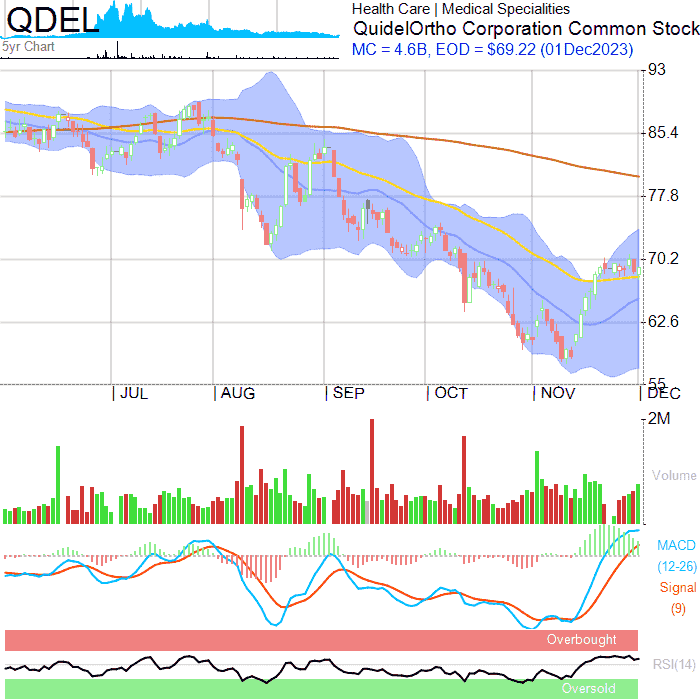 QDEL
5yr Chart
Health Care | Medical Specialities
QuidelOrtho Corporation Common Stock
MC = 4.6B, EOD = $69.22 (01Dec2023)
93
85.4
77.8
70.2
62.6
55
JUL
AUG
SEP
OCT
NOV
DEC
2M
Volume
MACD
(12-26)
Signal
(9)
Overbought
RSI(14)
Oversold